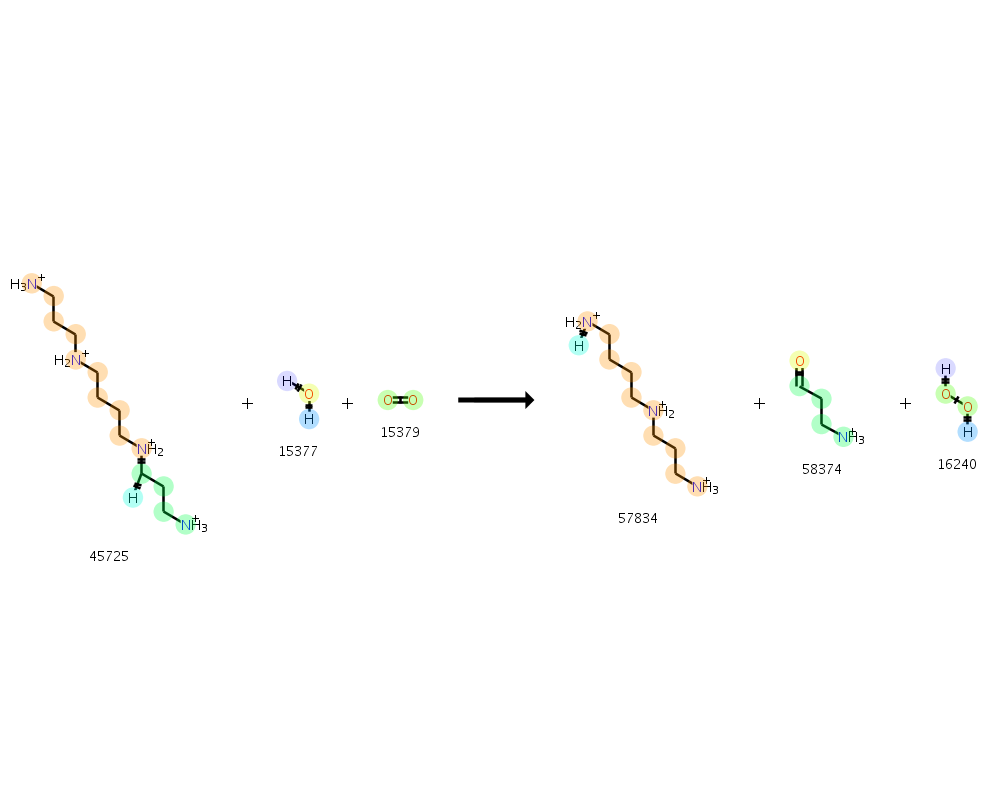 H3N+
H2N+
NH2+
H
NH3+
45725
+
H
O
H
15377
+
O O
15379
H2N+
H
NH2+
NH3+
57834
+
O
NH3+
58374
+
H
O
O
H
16240